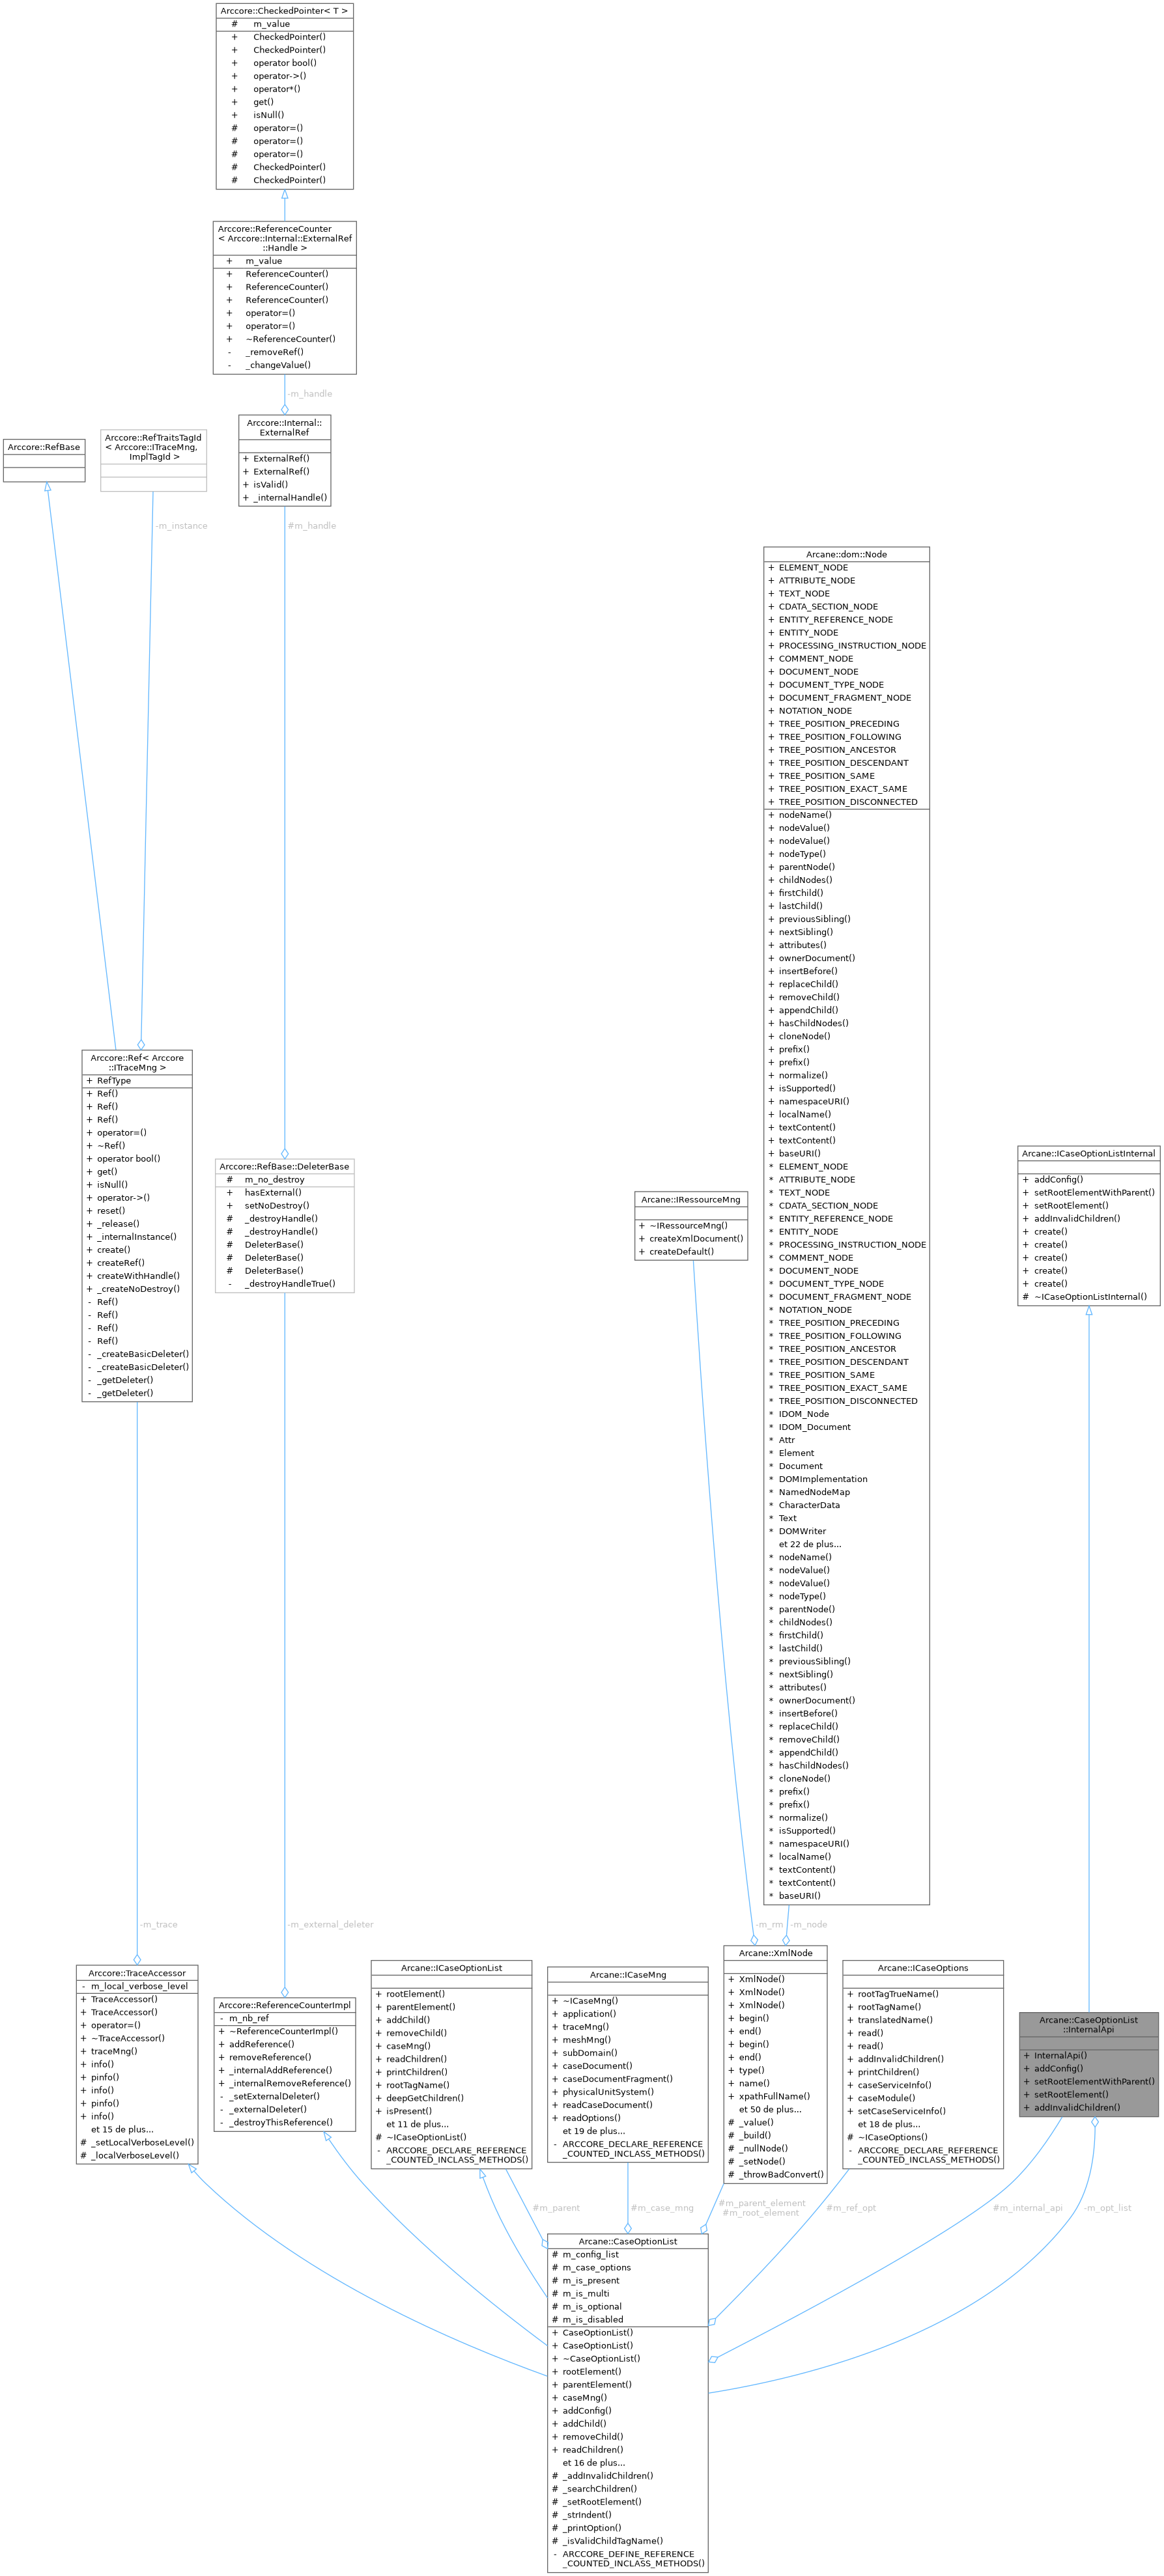 Arccore::CheckedPointer< T >
# m_value
+ CheckedPointer()
+ CheckedPointer()
+ operator bool()
+ operator->()
+ operator*()
+ get()
+ isNull()
# operator=()
# operator=()
# operator=()
# CheckedPointer()
# CheckedPointer()
Arccore::ReferenceCounter
< Arccore::Internal::ExternalRef
::Handle >
+ m_value
+ ReferenceCounter()
+ ReferenceCounter()
+ ReferenceCounter()
+ operator=()
+ operator=()
+ ~ReferenceCounter()
- _removeRef()
- _changeValue()
-m_handle
Arccore::Internal::
ExternalRef
+ ExternalRef()
+ ExternalRef()
+ isValid()
+ _internalHandle()
Arccore::RefBase
Arccore::RefTraitsTagId
< Arccore::ITraceMng,
ImplTagId >
-m_instance
#m_handle
Arcane::dom::Node
+ ELEMENT_NODE
+ ATTRIBUTE_NODE
+ TEXT_NODE
+ CDATA_SECTION_NODE
+ ENTITY_REFERENCE_NODE
+ ENTITY_NODE
+ PROCESSING_INSTRUCTION_NODE
+ COMMENT_NODE
+ DOCUMENT_NODE
+ DOCUMENT_TYPE_NODE
+ DOCUMENT_FRAGMENT_NODE
+ NOTATION_NODE
+ TREE_POSITION_PRECEDING
+ TREE_POSITION_FOLLOWING
+ TREE_POSITION_ANCESTOR
+ TREE_POSITION_DESCENDANT
+ TREE_POSITION_SAME
+ TREE_POSITION_EXACT_SAME
+ TREE_POSITION_DISCONNECTED
+ nodeName()
+ nodeValue()
+ nodeValue()
+ nodeType()
+ parentNode()
+ childNodes()
+ firstChild()
+ lastChild()
+ previousSibling()
+ nextSibling()
+ attributes()
+ ownerDocument()
+ insertBefore()
+ replaceChild()
+ removeChild()
+ appendChild()
+ hasChildNodes()
+ cloneNode()
+ prefix()
+ prefix()
+ normalize()
+ isSupported()
+ namespaceURI()
+ localName()
+ textContent()
+ textContent()
+ baseURI()
* ELEMENT_NODE
* ATTRIBUTE_NODE
* TEXT_NODE
* CDATA_SECTION_NODE
* ENTITY_REFERENCE_NODE
* ENTITY_NODE
* PROCESSING_INSTRUCTION_NODE
* COMMENT_NODE
* DOCUMENT_NODE
* DOCUMENT_TYPE_NODE
* DOCUMENT_FRAGMENT_NODE
* NOTATION_NODE
* TREE_POSITION_PRECEDING
* TREE_POSITION_FOLLOWING
* TREE_POSITION_ANCESTOR
* TREE_POSITION_DESCENDANT
* TREE_POSITION_SAME
* TREE_POSITION_EXACT_SAME
* TREE_POSITION_DISCONNECTED
* IDOM_Node
* IDOM_Document
* Attr
* Element
* Document
* DOMImplementation
* NamedNodeMap
* CharacterData
* Text
* DOMWriter
et 22 de plus...
* nodeName()
* nodeValue()
* nodeValue()
* nodeType()
* parentNode()
* childNodes()
* firstChild()
* lastChild()
* previousSibling()
* nextSibling()
* attributes()
* ownerDocument()
* insertBefore()
* replaceChild()
* removeChild()
* appendChild()
* hasChildNodes()
* cloneNode()
* prefix()
* prefix()
* normalize()
* isSupported()
* namespaceURI()
* localName()
* textContent()
* textContent()
* baseURI()
Arccore::Ref< Arccore
::ITraceMng >
+ RefType
+ Ref()
+ Ref()
+ Ref()
+ operator=()
+ ~Ref()
+ operator bool()
+ get()
+ isNull()
+ operator->()
+ reset()
+ _release()
+ _internalInstance()
+ create()
+ createRef()
+ createWithHandle()
+ _createNoDestroy()
- Ref()
- Ref()
- Ref()
- Ref()
- _createBasicDeleter()
- _createBasicDeleter()
- _getDeleter()
- _getDeleter()
Arccore::RefBase::DeleterBase
# m_no_destroy
+ hasExternal()
+ setNoDestroy()
# _destroyHandle()
# _destroyHandle()
# DeleterBase()
# DeleterBase()
# DeleterBase()
- _destroyHandleTrue()
Arcane::IRessourceMng
+ ~IRessourceMng()
+ createXmlDocument()
+ createDefault()
Arcane::ICaseOptionListInternal
+ addConfig()
+ setRootElementWithParent()
+ setRootElement()
+ addInvalidChildren()
+ create()
+ create()
+ create()
+ create()
+ create()
# ~ICaseOptionListInternal()
-m_trace
-m_external_deleter
-m_rm
-m_node
Arccore::TraceAccessor
- m_local_verbose_level
+ TraceAccessor()
+ TraceAccessor()
+ operator=()
+ ~TraceAccessor()
+ traceMng()
+ info()
+ pinfo()
+ info()
+ pinfo()
+ info()
et 15 de plus...
# _setLocalVerboseLevel()
# _localVerboseLevel()
Arccore::ReferenceCounterImpl
- m_nb_ref
+ ~ReferenceCounterImpl()
+ addReference()
+ removeReference()
+ _internalAddReference()
+ _internalRemoveReference()
- _setExternalDeleter()
- _externalDeleter()
- _destroyThisReference()
Arcane::ICaseOptionList
+ rootElement()
+ parentElement()
+ addChild()
+ removeChild()
+ caseMng()
+ readChildren()
+ printChildren()
+ rootTagName()
+ deepGetChildren()
+ isPresent()
et 11 de plus...
# ~ICaseOptionList()
- ARCCORE_DECLARE_REFERENCE
_COUNTED_INCLASS_METHODS()
Arcane::ICaseMng
+ ~ICaseMng()
+ application()
+ traceMng()
+ meshMng()
+ subDomain()
+ caseDocument()
+ caseDocumentFragment()
+ physicalUnitSystem()
+ readCaseDocument()
+ readOptions()
et 19 de plus...
- ARCCORE_DECLARE_REFERENCE
_COUNTED_INCLASS_METHODS()
Arcane::XmlNode
+ XmlNode()
+ XmlNode()
+ XmlNode()
+ begin()
+ end()
+ begin()
+ end()
+ type()
+ name()
+ xpathFullName()
et 50 de plus...
# _value()
# _build()
# _nullNode()
# _setNode()
# _throwBadConvert()
Arcane::ICaseOptions
+ rootTagTrueName()
+ rootTagName()
+ translatedName()
+ read()
+ read()
+ addInvalidChildren()
+ printChildren()
+ caseServiceInfo()
+ caseModule()
+ setCaseServiceInfo()
et 18 de plus...
# ~ICaseOptions()
- ARCCORE_DECLARE_REFERENCE
_COUNTED_INCLASS_METHODS()
Arcane::CaseOptionList
::InternalApi
+ InternalApi()
+ addConfig()
+ setRootElementWithParent()
+ setRootElement()
+ addInvalidChildren()
#m_parent
#m_case_mng
#m_parent_element
#m_root_element
#m_ref_opt
#m_internal_api
-m_opt_list
Arcane::CaseOptionList
# m_config_list
# m_case_options
# m_is_present
# m_is_multi
# m_is_optional
# m_is_disabled
+ CaseOptionList()
+ CaseOptionList()
+ ~CaseOptionList()
+ rootElement()
+ parentElement()
+ caseMng()
+ addConfig()
+ addChild()
+ removeChild()
+ readChildren()
et 16 de plus...
# _addInvalidChildren()
# _searchChildren()
# _setRootElement()
# _strIndent()
# _printOption()
# _isValidChildTagName()
- ARCCORE_DEFINE_REFERENCE
_COUNTED_INCLASS_METHODS()